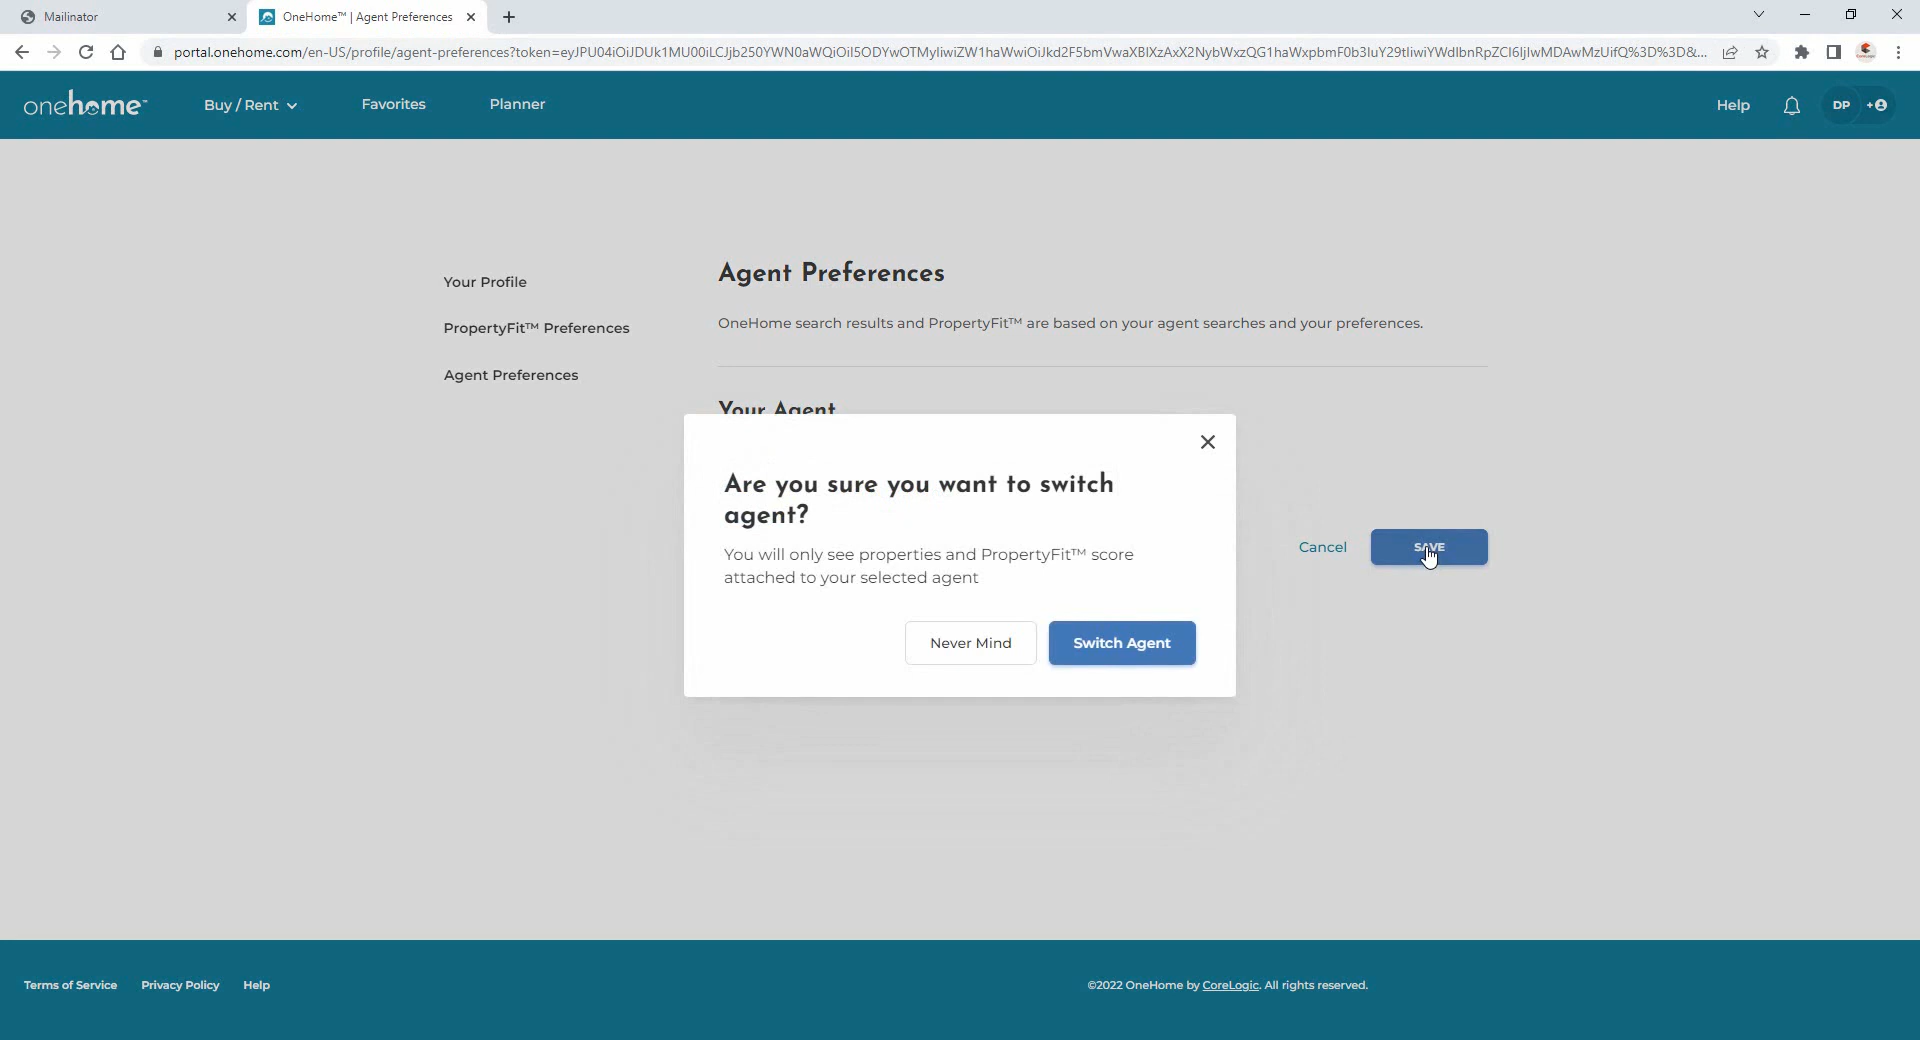 Mailinator
OneHome™ | Agent Preferences
portal.onehome.com/en-US/profile/agent-preferences?token=
onehome™
Buy / Rent
Favorites
Planner
Help
DP
Your Profile
PropertyFit™ Preferences
Agent Preferences
Agent Preferences
OneHome search results and PropertyFit™ are based on your agent searches and your preferences.
Your Agent
Are you sure you want to switch
agent?
You will only see properties and PropertyFit™ score
attached to your selected agent
Never Mind
Switch Agent
Cancel
SAVE
Terms of Service
Privacy Policy
Help
©2022 OneHome by CoreLogic. All rights reserved.